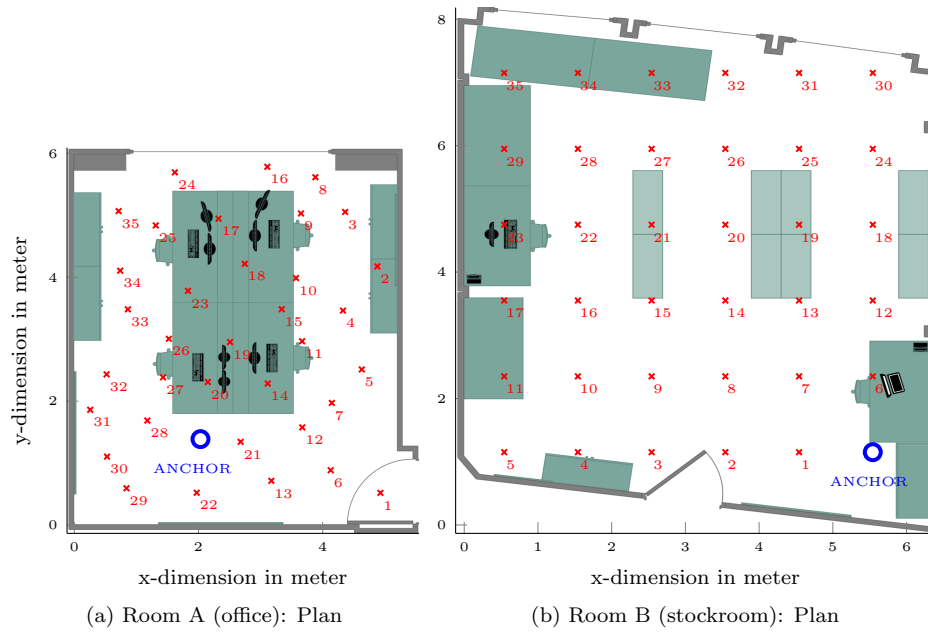 8
35 34 33 32 31 30
6
16
24 8
29 28 27 26 25 24
35 9 3
17
25
23 22 21 20 19 18
4
18 2
34 10
23
33 15 4
17 16 15 14 13 12
26 19 11
32 27 20 14 5
11 10 9 8 7 6
2
31 7
28 12
21
ANCHOR
30 13 6
29 22 1
5 4 3 2 1
ANCHOR
0
0 2 4
x-dimension in meter
y-dimension in meter
6
4
2
0
0 1 2 3 4 5 6
x-dimension in meter
(a) Room A (office): Plan
(b) Room B (stockroom): Plan